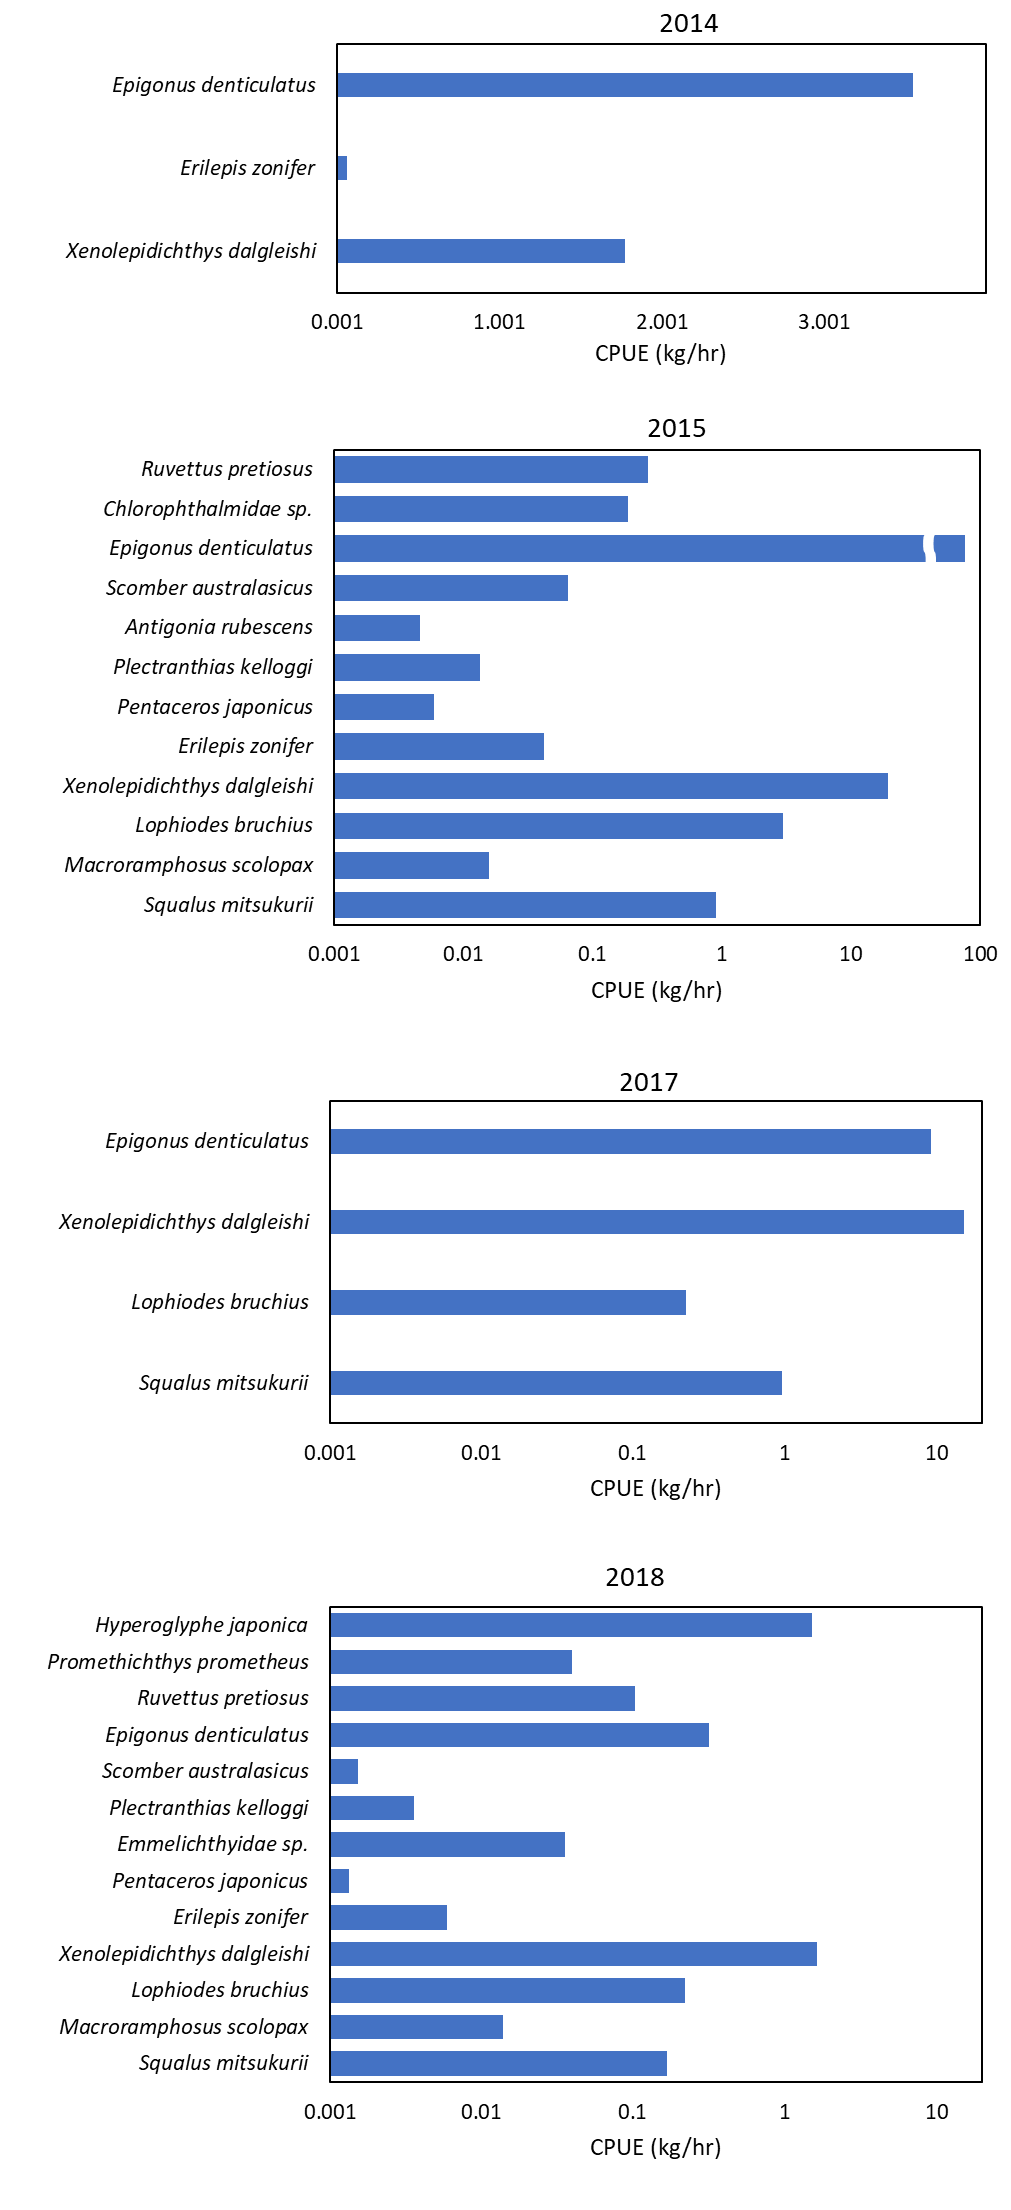 2014
Epigonus denticulatus
Erilepis zonifer
Xenolepidichthys dalgleishi
0.001 1.001 2.001 3.001
CPUE (kg/hr)
2015
Ruvettus pretiosus
Chlorophthalmidae sp.
Epigonus denticulatus
Scomber australasicus
Antigonia rubescens
Plectranthias kelloggi
Pentaceros japonicus
Erilepis zonifer
Xenolepidichthys dalgleishi
Lophiodes bruchius
Macroramphosus scolopax
Squalus mitsukurii
0.001 0.01 0.1 1 10 100
CPUE (kg/hr)
2017
Epigonus denticulatus
Xenolepidichthys dalgleishi
Lophiodes bruchius
Squalus mitsukurii
0.001 0.01 0.1 1 10
CPUE (kg/hr)
2018
Hyperoglyphe japonica
Promethichthys prometheus
Ruvettus pretiosus
Epigonus denticulatus
Scomber australasicus
Plectranthias kelloggi
Emmelichthyidae sp.
Pentaceros japonicus
Erilepis zonifer
Xenolepidichthys dalgleishi
Lophiodes bruchius
Macroramphosus scolopax
Squalus mitsukurii
0.001 0.01 0.1 1 10
CPUE (kg/hr)